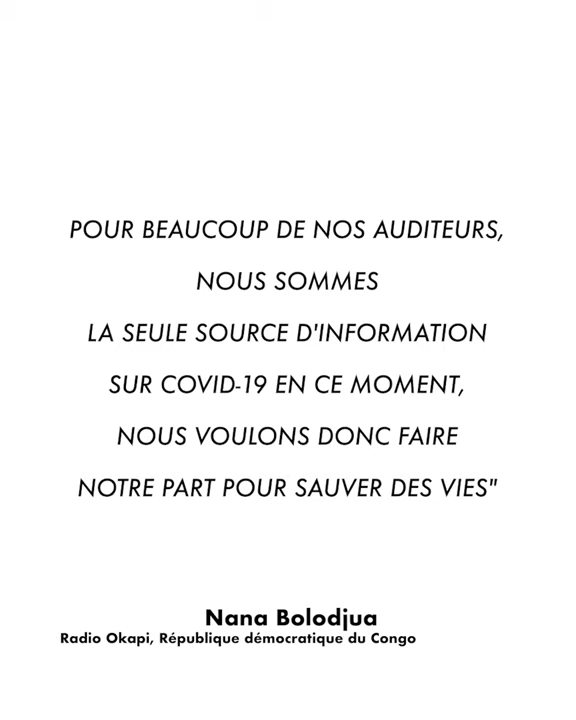 POUR BEAUCOUP DE NOS AUDITEURS,
NOUS SOMMES
LA SEULE SOURCE D'INFORMATION
SUR COVID-19 EN CE MOMENT,
NOUS VOULONS DONC FAIRE
NOTRE PART POUR SAUVER DES VIES"
Nana Bolodjua
Radio Okapi, République démocratique du Congo